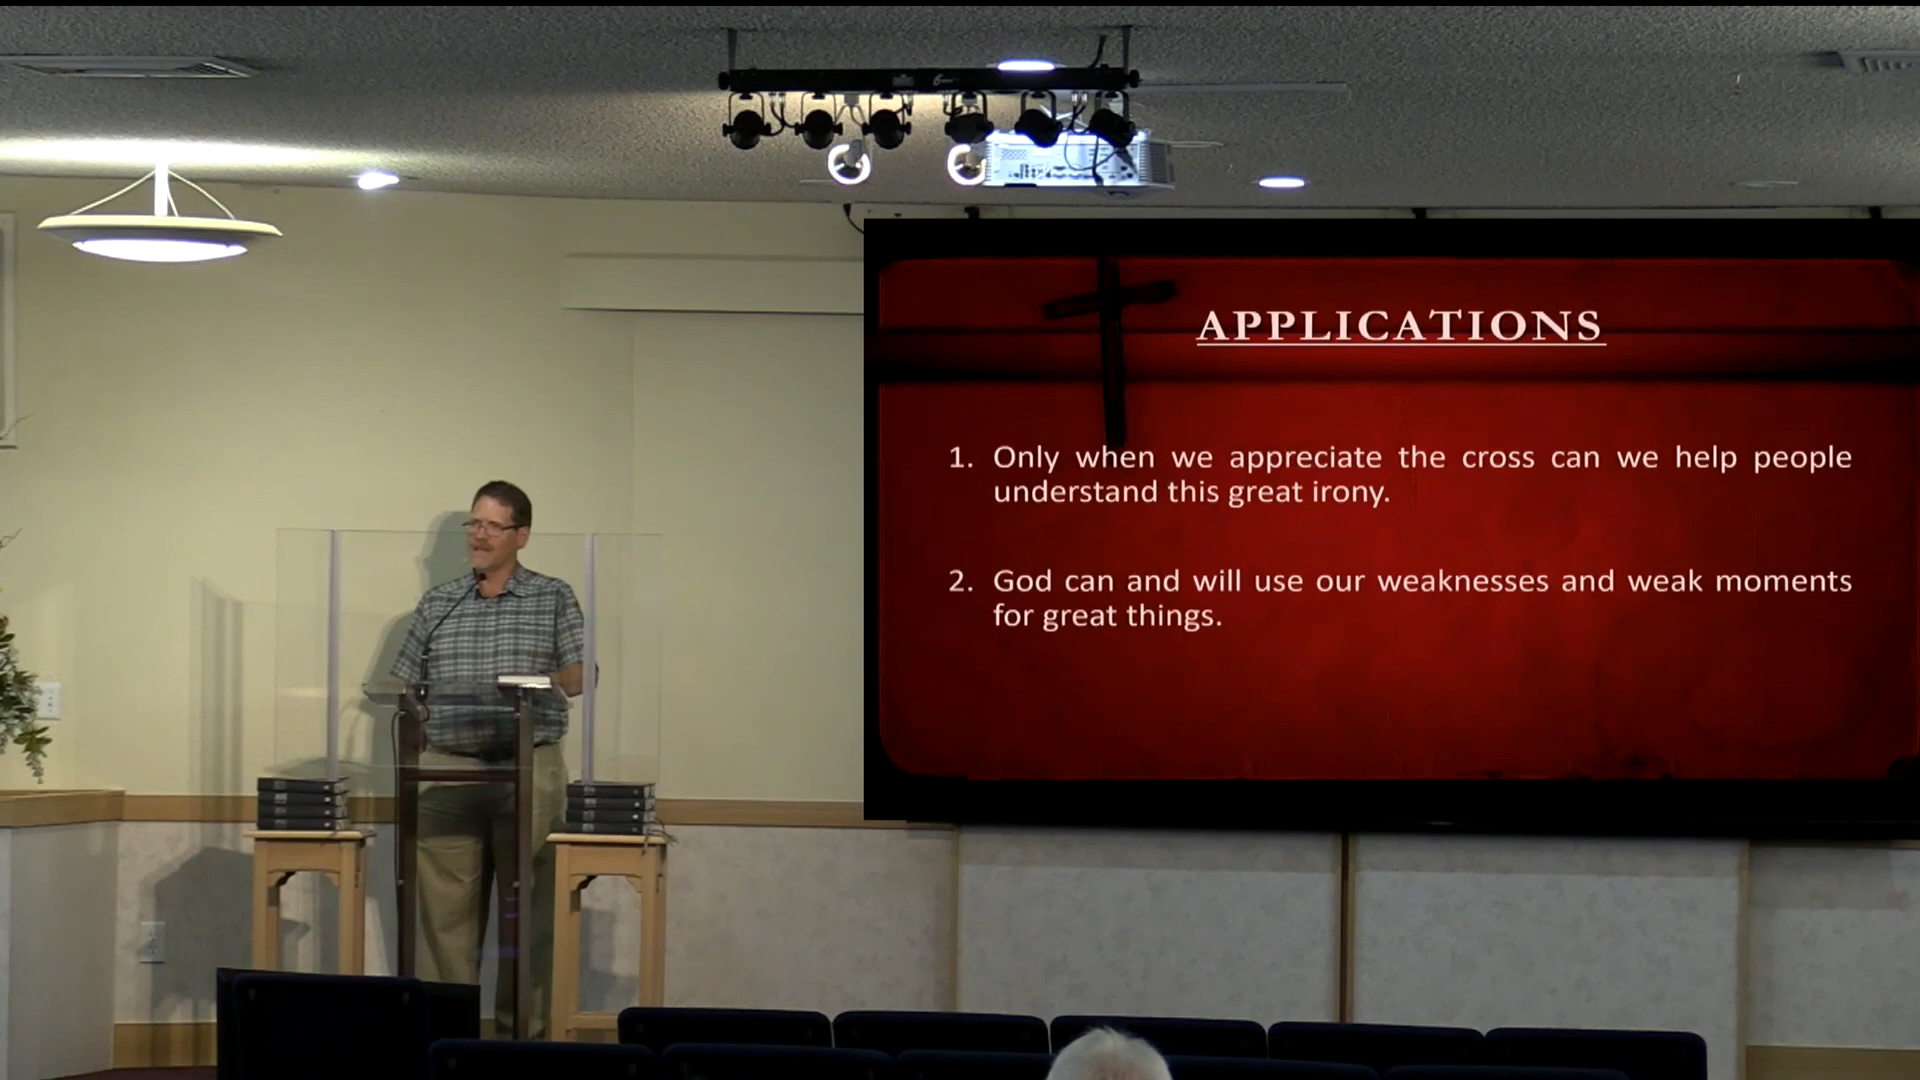 APPLICATIONS
1. Only when we appreciate the cross can we help people
understand this great irony.
2. God can and will use our weaknesses and weak moments
for great things.